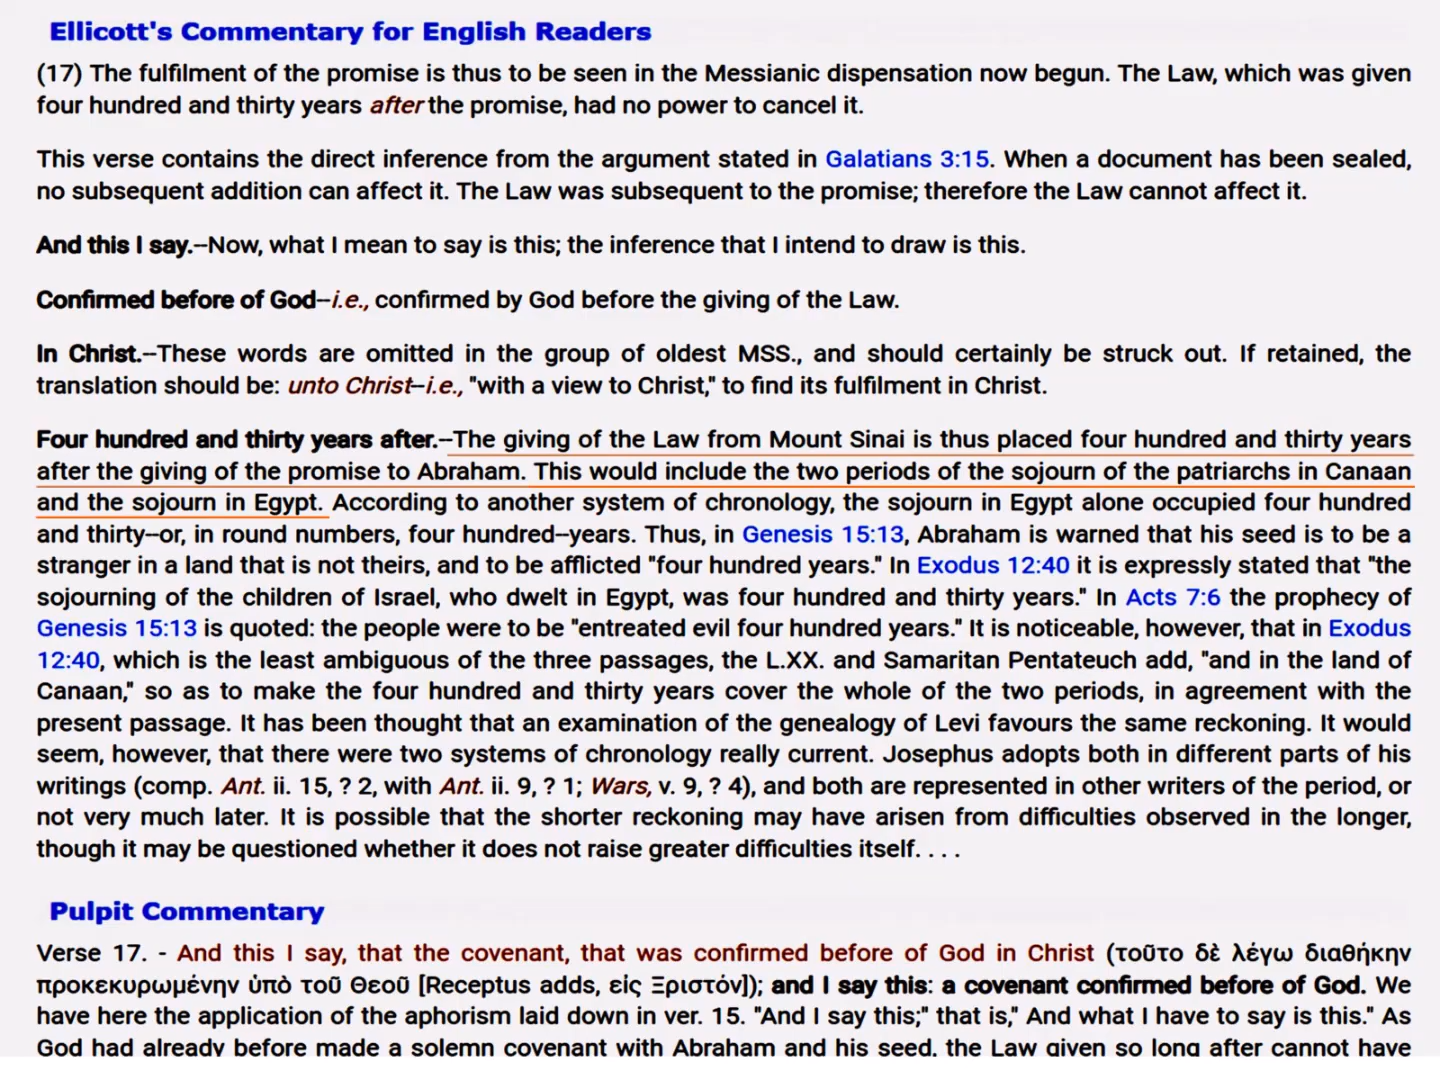 Ellicott's Commentary for English Readers
(17) The fulfilment of the promise is thus to be seen in the Messianic dispensation now begun. The Law, which was given
four hundred and thirty years after the promise, had no power to cancel it.
This verse contains the direct inference from the argument stated in Galatians 3:15. When a document has been sealed,
no subsequent addition can affect it. The Law was subsequent to the promise; therefore the Law cannot affect it.
And this I say.--Now, what I mean to say is this; the inference that I intend to draw is this.
Confirmed before of God--i.e., confirmed by God before the giving of the Law.
In Christ.--These words are omitted in the group of oldest MSS., and should certainly be struck out. If retained, the
translation should be: unto Christ--i.e., "with a view to Christ," to find its fulfilment in Christ.
Four hundred and thirty years after.--The giving of the Law from Mount Sinai is thus placed four hundred and thirty years
after the giving of the promise to Abraham. This would include the two periods of the sojourn of the patriarchs in Canaan
and the sojourn in Egypt. According to another system of chronology, the sojourn in Egypt alone occupied four hundred
and thirty--or, in round numbers, four hundred--years. Thus, in Genesis 15:13, Abraham is warned that his seed is to be a
stranger in a land that is not theirs, and to be afflicted "four hundred years." In Exodus 12:40 it is expressly stated that "the
sojourning of the children of Israel, who dwelt in Egypt, was four hundred and thirty years." In Acts 7:6 the prophecy of
Genesis 15:13 is quoted: the people were to be "entreated evil four hundred years." It is noticeable, however, that in Exodus
12:40, which is the least ambiguous of the three passages, the L.XX. and Samaritan Pentateuch add, "and in the land of
Canaan," so as to make the four hundred and thirty years cover the whole of the two periods, in agreement with the
present passage. It has been thought that an examination of the genealogy of Levi favours the same reckoning. It would
seem, however, that there were two systems of chronology really current. Josephus adopts both in different parts of his
writings (comp. Ant. ii. 15, ? 2, with Ant. ii. 9, ? 1; Wars, v. 9, ? 4), and both are represented in other writers of the period, or
not very much later. It is possible that the shorter reckoning may have arisen from difficulties observed in the longer,
though it may be questioned whether it does not raise greater difficulties itself. . . .
Pulpit Commentary
Verse 17. - And this I say, that the covenant, that was confirmed before of God in Christ (τοῦτο δὲ λέγω διαθήκην
προκεκυρωμένην ὑπὸ τοῦ Θεοῦ [Receptus adds, εἰς Ξριστόν]); and I say this: a covenant confirmed before of God. We
have here the application of the aphorism laid down in ver. 15. "And I say this;" that is," And what I have to say is this." As
God had already before made a solemn covenant with Abraham and his seed, the Law given so long after cannot have